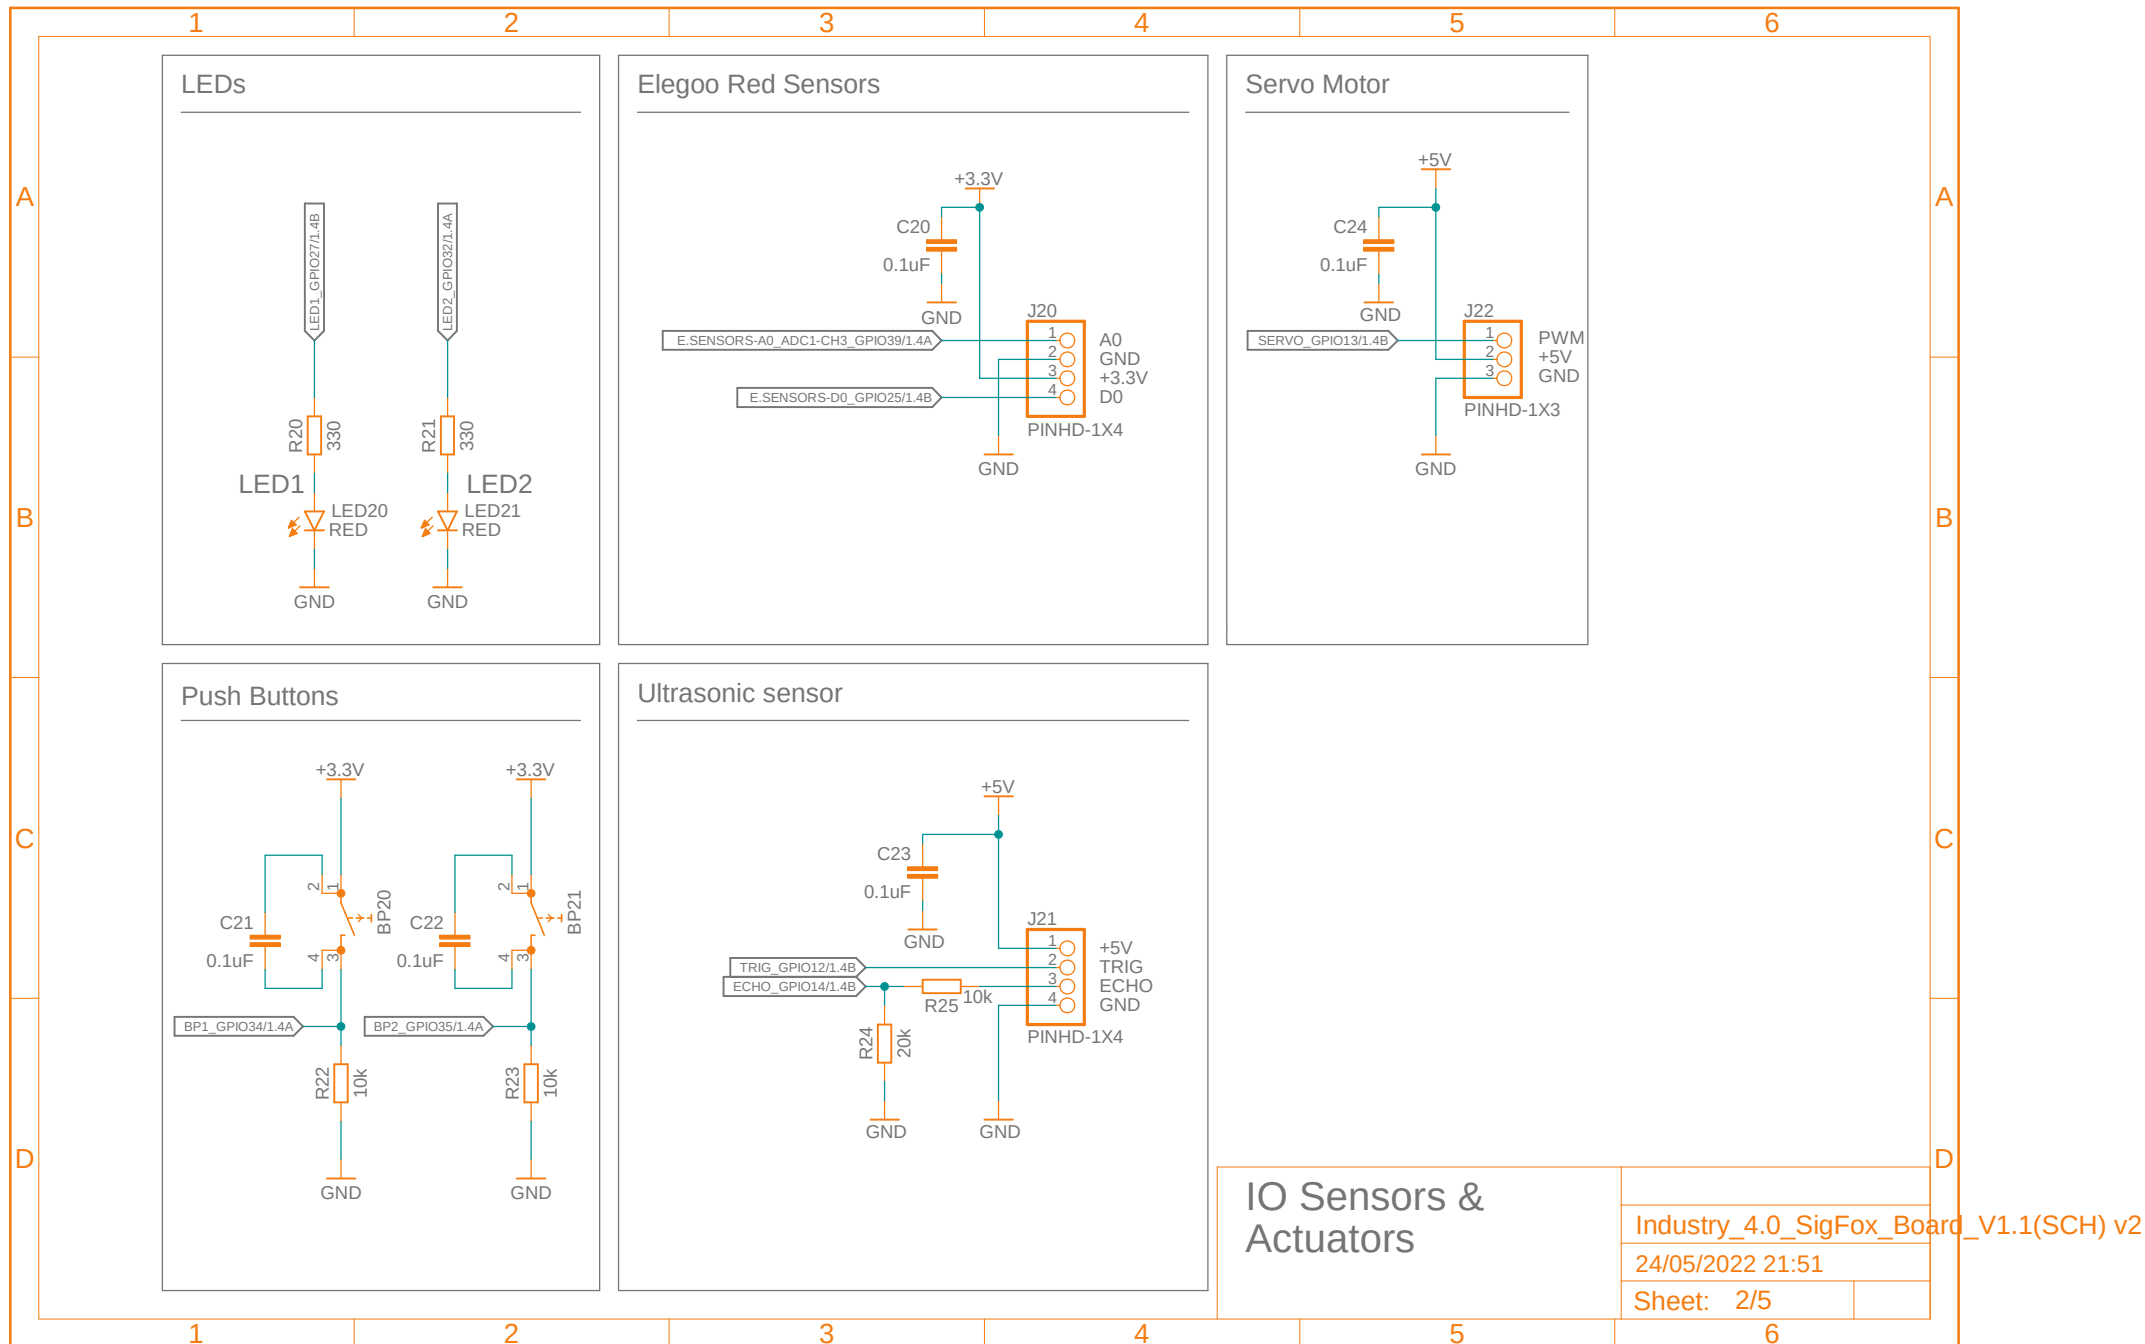 1 2 3 4 5 6
A
B
C
D
A
B
C
D
LEDs
LED1_GPIO27/1.4B
LED2_GPIO32/1.4A
R20
330
R21
330
LED1
LED2
LED20
RED
LED21
RED
GND
GND
Elegoo Red Sensors
+3.3V
C20
0.1uF
GND
J20
E.SENSORS-A0_ADC1-CH3_GPIO39/1.4A
E.SENSORS-D0_GPIO25/1.4B
1 A0
2 GND
3 +3.3V
4 D0
PINHD-1X4
GND
Servo Motor
+5V
C24
0.1uF
GND
J22
SERVO_GPIO13/1.4B
1 PWM
2 +5V
3 GND
PINHD-1X3
GND
Push Buttons
+3.3V
+3.3V
2 1
2 1
C21
0.1uF
BP20
C22
0.1uF
BP21
4 3
4 3
BP1_GPIO34/1.4A
BP2_GPIO35/1.4A
R22
10k
R23
10k
GND
GND
Ultrasonic sensor
+5V
C23
0.1uF
GND
J21
TRIG_GPIO12/1.4B
ECHO_GPIO14/1.4B
1 +5V
2 TRIG
3 ECHO
4 GND
R25 10k
PINHD-1X4
R24
20k
GND
GND
IO Sensors &
Actuators
Industry_4.0_SigFox_Board_V1.1(SCH) v2
24/05/2022 21:51
Sheet: 2/5
1 2 3 4 5 6